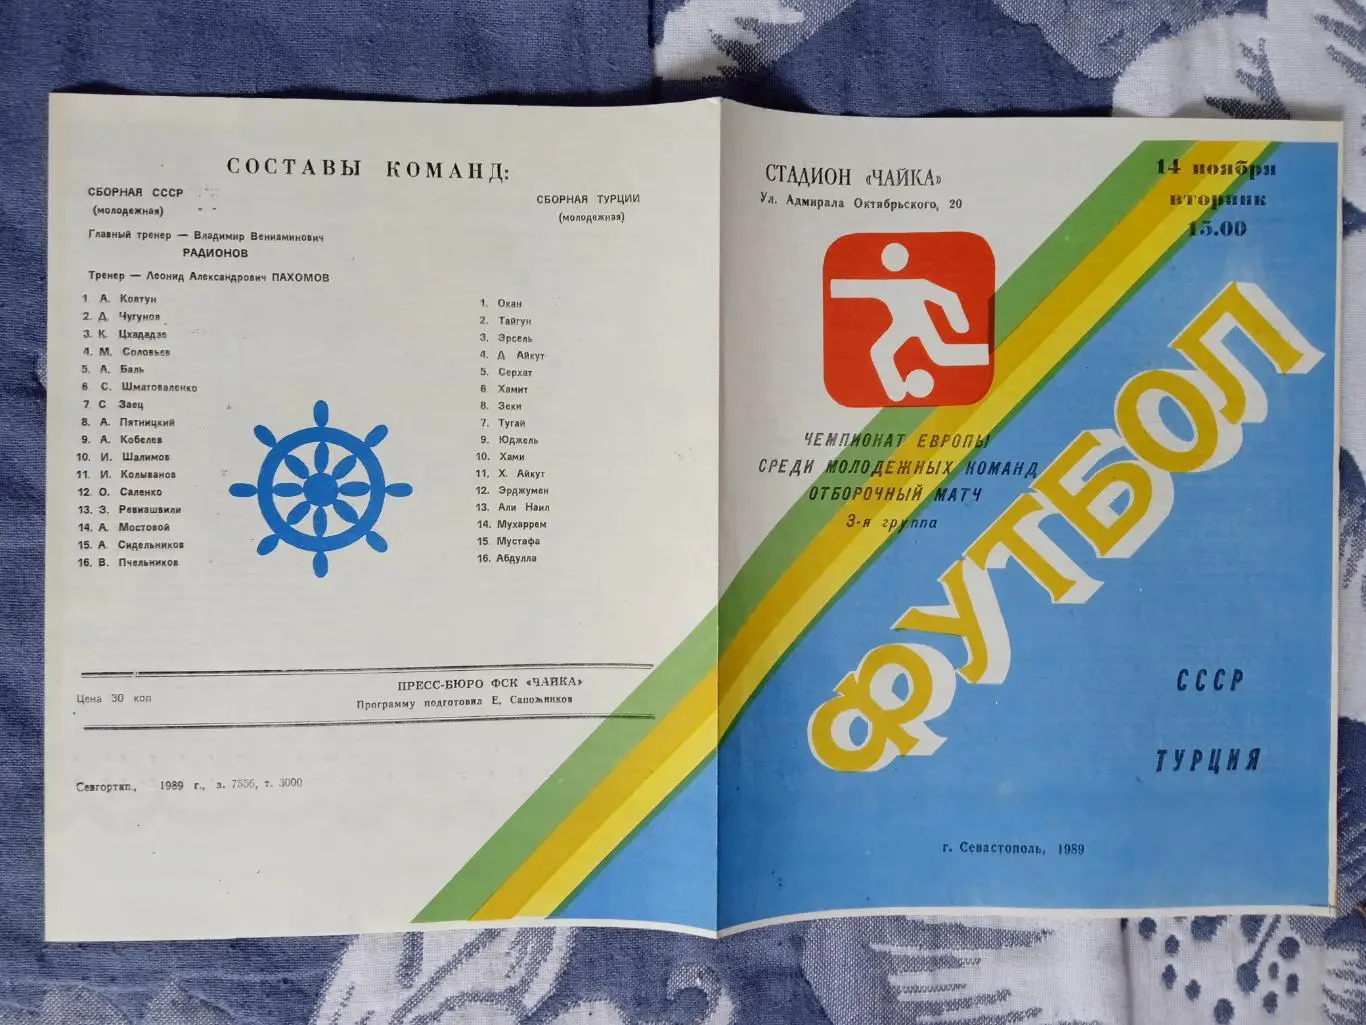 СОСТАВЫ КОМАНД:
СБОРНАЯ СССР
(молодежная)
Главный тренер — Владимир Вениаминович
РАДИОНОВ
Тренер — Леонид Александрович ПАХОМОВ
1. А. Ковтун
2. Д. Чугунов
3. К. Цхададзе
4. М. Соловьев
5. А. Баль
6 С. Шматоваленко
7 С Заец
8. А. Пятницкий
9. А. Кобелев
10. И. Шалимов
11. И. Колыванов
12 О. Саленко
13. З. Ревиашвили
14. А. Мостовой
15. А Сидельников
16. В. Пчельников
СБОРНАЯ ТУРЦИИ
(молодежная)
1. Окан
2. Тайгун
3. Эрсель
4. Д Айкут
5. Серхат
6 Хамит
8. Зеки
7. Тугай
9. Юджель
10. Хами
11. Х. Айкут
12. Эрджумен
13. Али Наил
14. Мухаррем
15 Мустафа
16. Абдулла
Цена 30 коп
ПРЕСС-БЮРО ФСК «ЧАЙКА»
Программу подготовил Е. Сапожников
Севгортип., 1989 г., з. 7556, т. 3000
СТАДИОН «ЧАЙКА»
Ул. Адмирала Октябрьского, 20
14 ноября
вторник
15.00
ЧЕМПИОНАТ ЕВРОПЫ
СРЕДИ МОЛОДЕЖНЫХ КОМАНД
ОТБОРОЧНЫЙ МАТЧ
3-я группа
ФУТБОЛ
СССР
ТУРЦИЯ
г. Севастополь, 1989